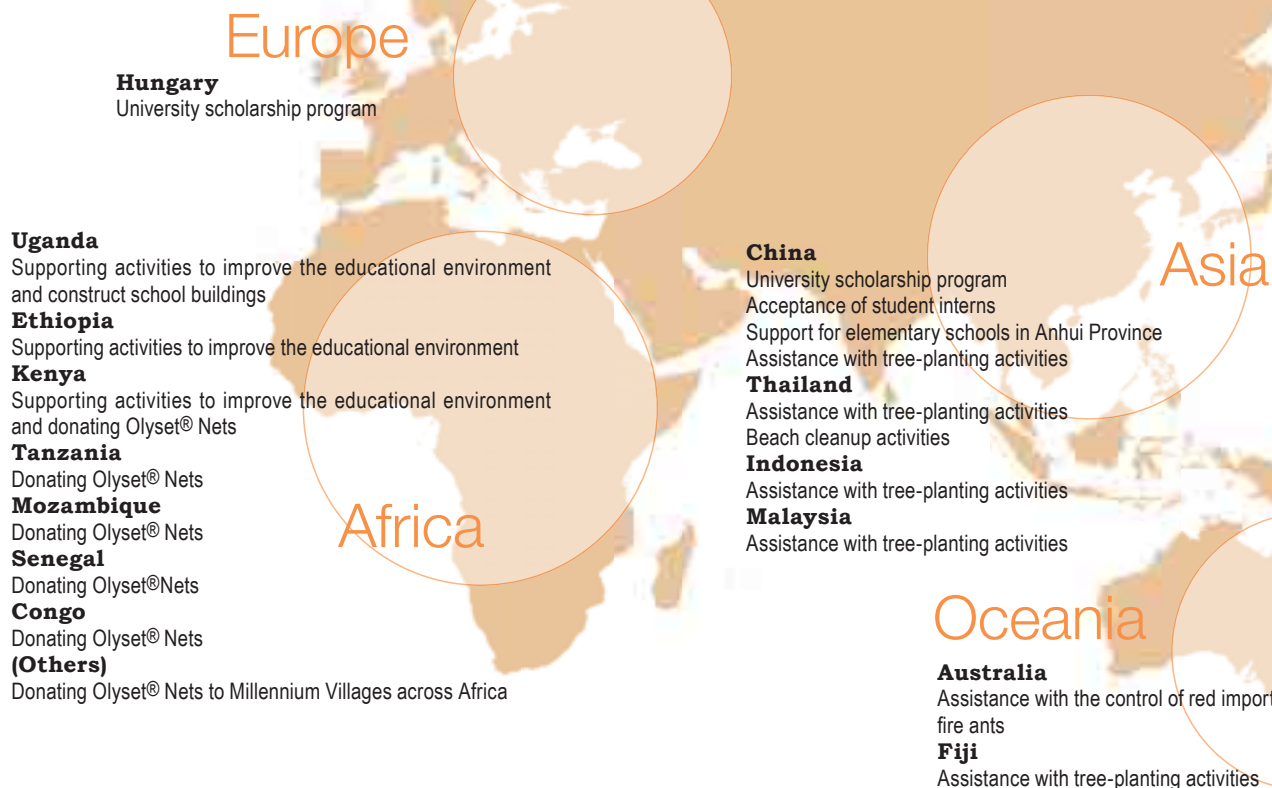 Europe
Hungary
University scholarship program
Uganda
Supporting activities to improve the educational environment
and construct school buildings
Ethiopia
Supporting activities to improve the educational environment
Kenya
Supporting activities to improve the educational environment
and donating Olyset® Nets
Tanzania
Donating Olyset® Nets
Mozambique
Donating Olyset® Nets
Senegal
Donating Olyset®Nets
Congo
Donating Olyset® Nets
(Others)
Donating Olyset® Nets to Millennium Villages across Africa
Africa
Asia
China
University scholarship program
Acceptance of student interns
Support for elementary schools in Anhui Province
Assistance with tree-planting activities
Thailand
Assistance with tree-planting activities
Beach cleanup activities
Indonesia
Assistance with tree-planting activities
Malaysia
Assistance with tree-planting activities
Oceania
Australia
Assistance with the control of red import
fire ants
Fiji
Assistance with tree-planting activities